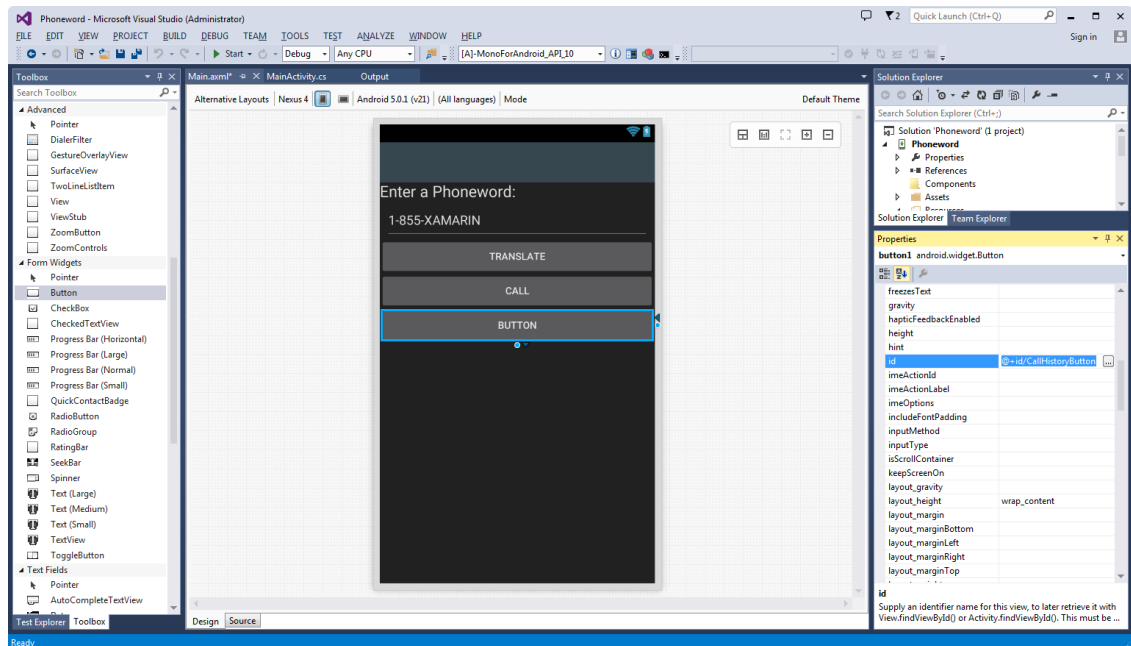 Phoneword - Microsoft Visual Studio (Administrator)
2
Quick Launch (Ctrl+Q)
FILE EDIT VIEW PROJECT BUILD DEBUG TEAM TOOLS TEST ANALYZE WINDOW HELP
Sign in
Start Debug Any CPU [A]-MonoForAndroid_API_10
Toolbox
Search Toolbox
Advanced
Pointer
DialerFilter
GestureOverlayView
SurfaceView
TwoLineListItem
View
ViewStub
ZoomButton
ZoomControls
Form Widgets
Pointer
Button
CheckBox
CheckedTextView
Progress Bar (Horizontal)
Progress Bar (Large)
Progress Bar (Normal)
Progress Bar (Small)
QuickContactBadge
RadioButton
RadioGroup
RatingBar
SeekBar
Spinner
Text (Large)
Text (Medium)
Text (Small)
TextView
ToggleButton
Text Fields
Pointer
AutoCompleteTextView
Test Explorer Toolbox
Main.axml* MainActivity.cs Output
Alternative Layouts Nexus 4 Android 5.0.1 (v21) (All languages) Mode Default Theme
Enter a Phoneword:
1-855-XAMARIN
TRANSLATE
CALL
BUTTON
Design Source
Solution Explorer
Search Solution Explorer (Ctrl+;)
Solution 'Phoneword' (1 project)
Phoneword
Properties
References
Components
Assets
Resources
Solution Explorer Team Explorer
Properties
button1 android.widget.Button
freezesText
gravity
hapticFeedbackEnabled
height
hint
id @+id/CallHistoryButton ...
imeActionId
imeActionLabel
imeOptions
includeFontPadding
inputMethod
inputType
isScrollContainer
keepScreenOn
layout_gravity
layout_height wrap_content
layout_margin
layout_marginBottom
layout_marginLeft
layout_marginRight
layout_marginTop
id
Supply an identifier name for this view, to later retrieve it with
View.findViewById() or Activity.findViewById(). This must be ...
Ready